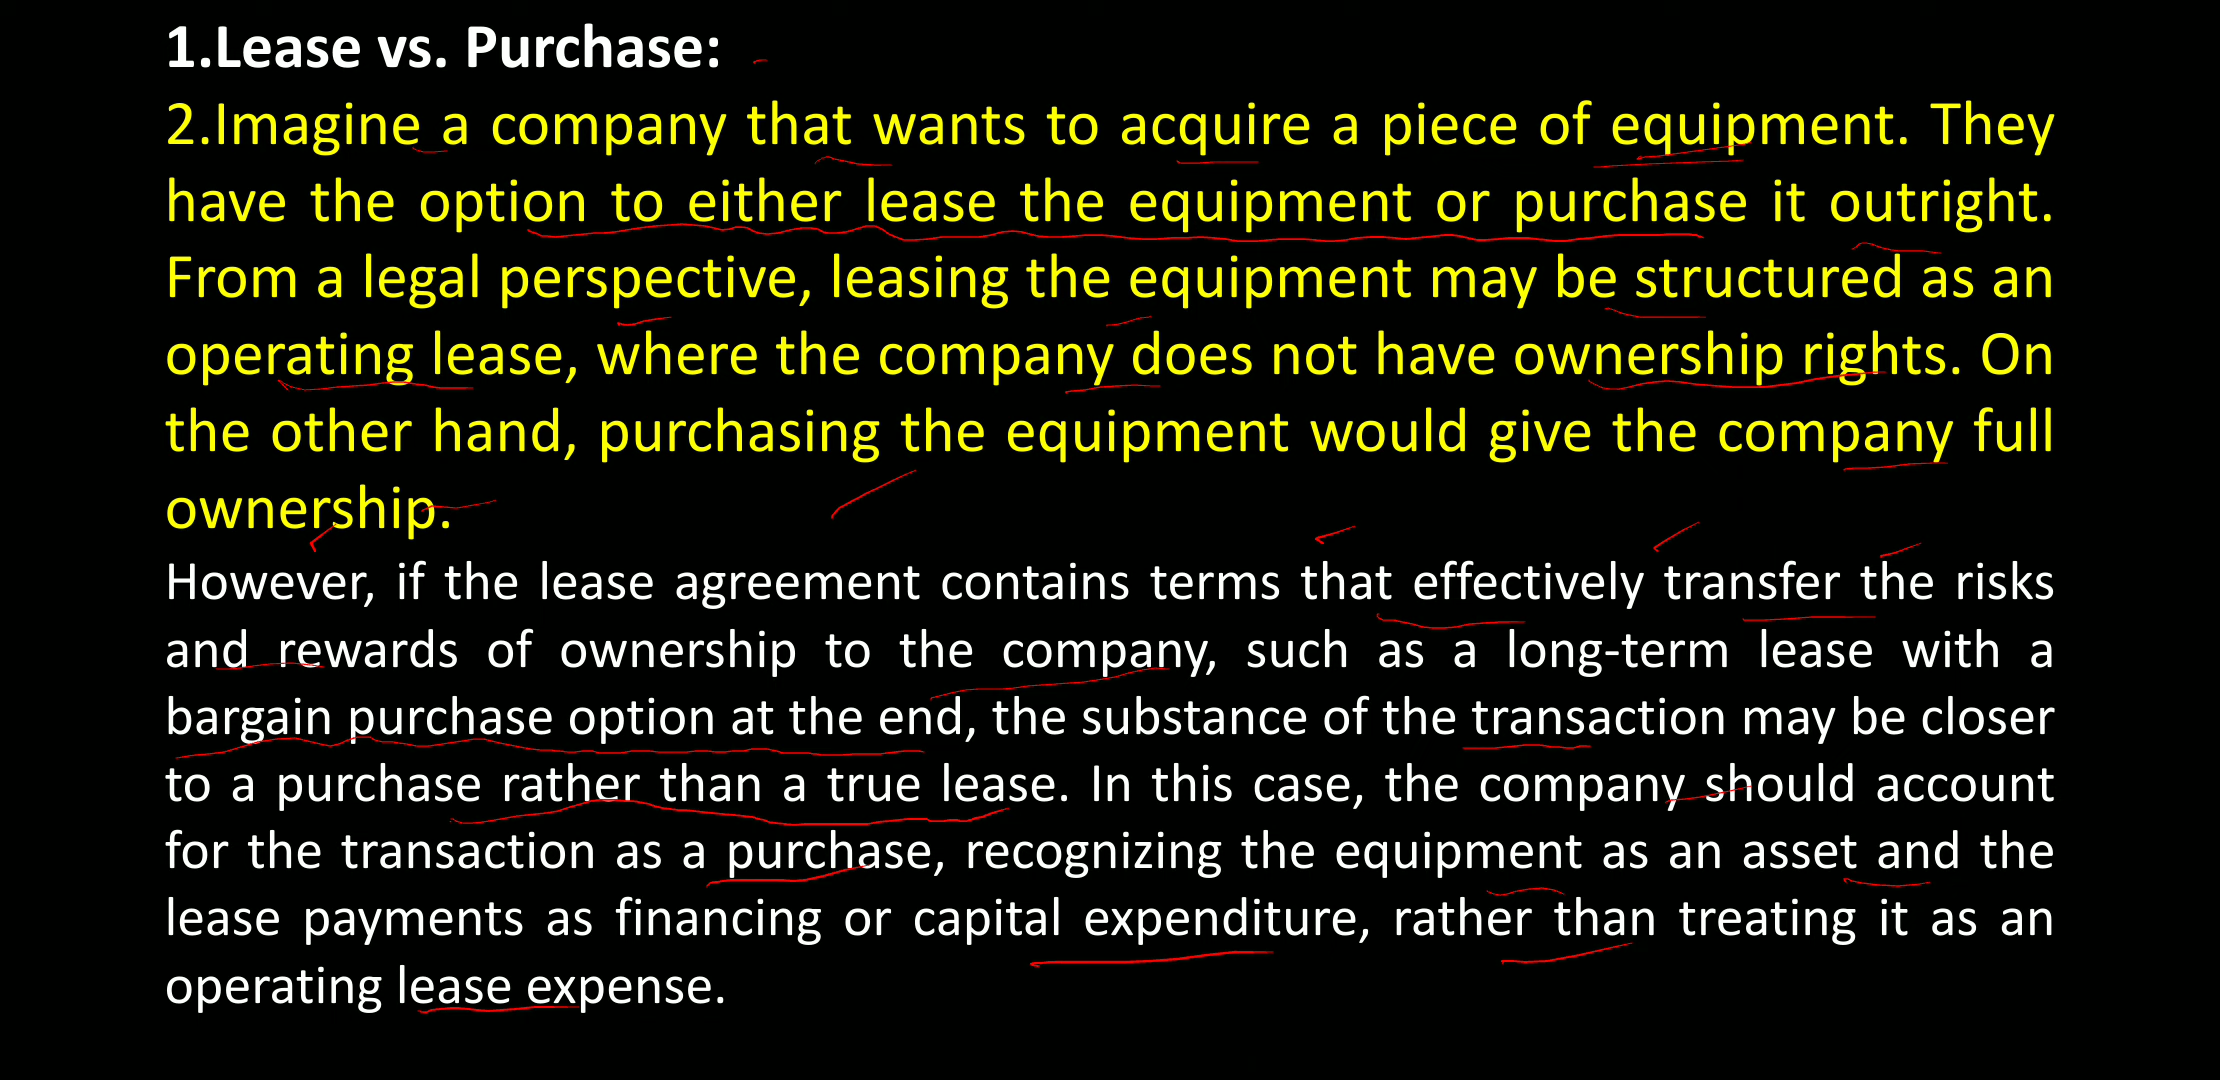 1.Lease vs. Purchase:
2.Imagine a company that wants to acquire a piece of equipment. They
have the option to either lease the equipment or purchase it outright.
From a legal perspective, leasing the equipment may be structured as an
operating lease, where the company does not have ownership rights. On
the other hand, purchasing the equipment would give the company full
ownership.
However, if the lease agreement contains terms that effectively transfer the risks
and rewards of ownership to the company, such as a long-term lease with a
bargain purchase option at the end, the substance of the transaction may be closer
to a purchase rather than a true lease. In this case, the company should account
for the transaction as a purchase, recognizing the equipment as an asset and the
lease payments as financing or capital expenditure, rather than treating it as an
operating lease expense.